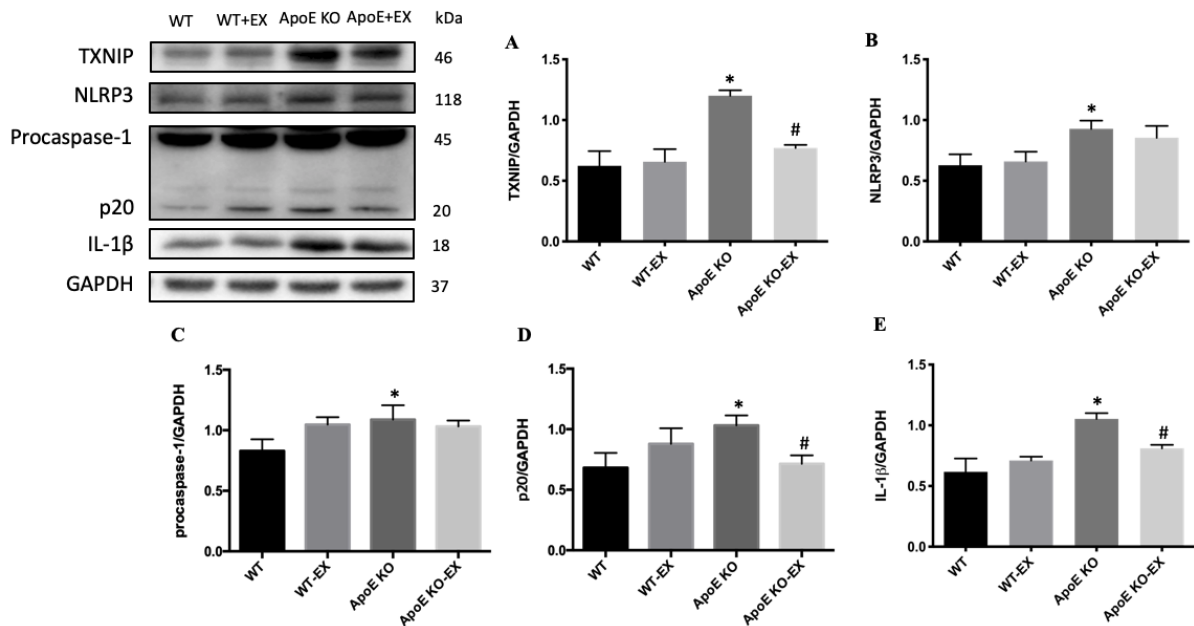 WT WT+EX ApoE KO ApoE+EX kDa
TXNIP 46
NLRP3 118
Procaspase-1 45
p20 20
IL-1β 18
GAPDH 37
A
TXNIP/GAPDH
1.5
1.0
0.5
0.0
*
#
WT WT-EX ApoE KO ApoE KO-EX
B
NLRP3/GAPDH
1.5
1.0
0.5
0.0
*
WT WT-EX ApoE KO ApoE KO-EX
C
procaspase-1/GAPDH
1.5
1.0
0.5
0.0
*
WT WT-EX ApoE KO ApoE KO-EX
D
p20/GAPDH
1.5
1.0
0.5
0.0
*
#
WT WT-EX ApoE KO ApoE KO-EX
E
IL-1β/GAPDH
1.5
1.0
0.5
0.0
*
#
WT WT-EX ApoE KO ApoE KO-EX